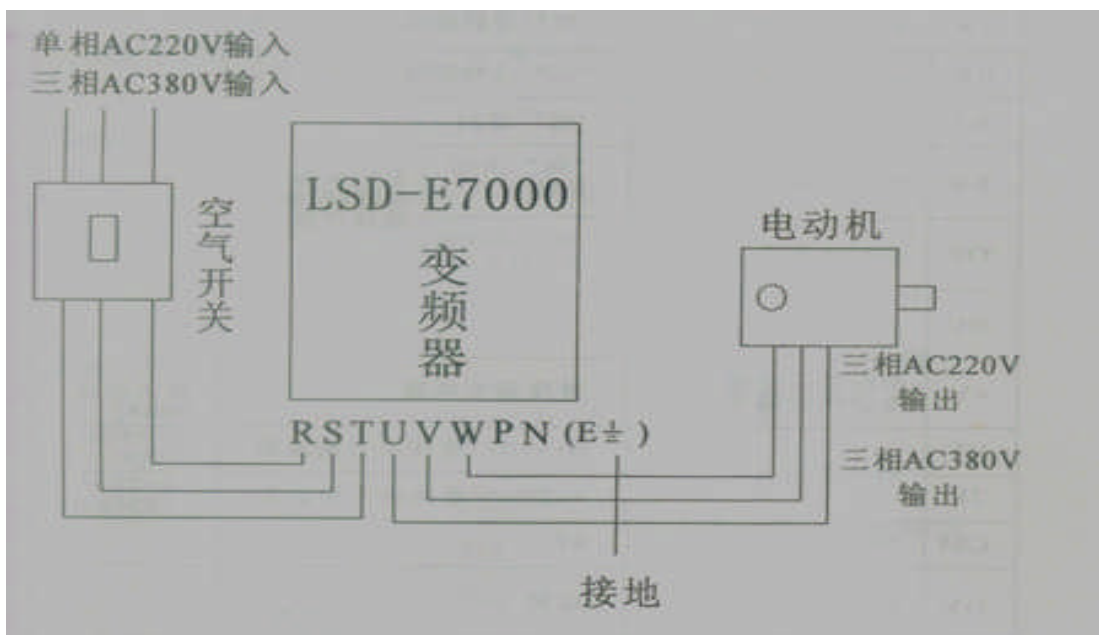 单相AC220V输入
三相AC380V输入
LSD-E7000
变频器
空气开关
电动机
三相AC220V
输出
三相AC380V
输出
R S T U V W P N (E⏚)
接地